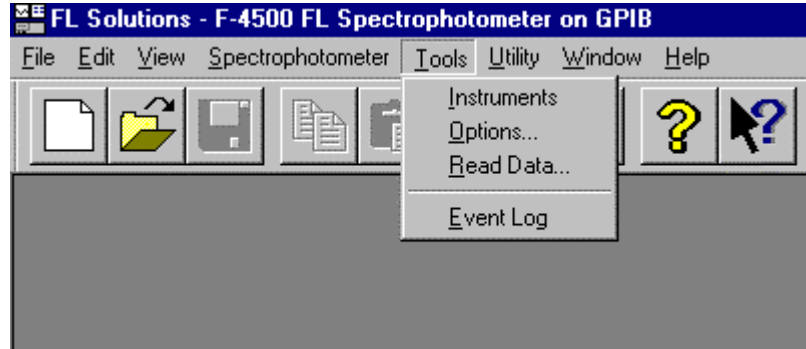 FL Solutions - F-4500 FL Spectrophotometer on GPIB
File Edit View Spectrophotometer Tools Utility Window Help
Instruments
Options...
Read Data...
Event Log